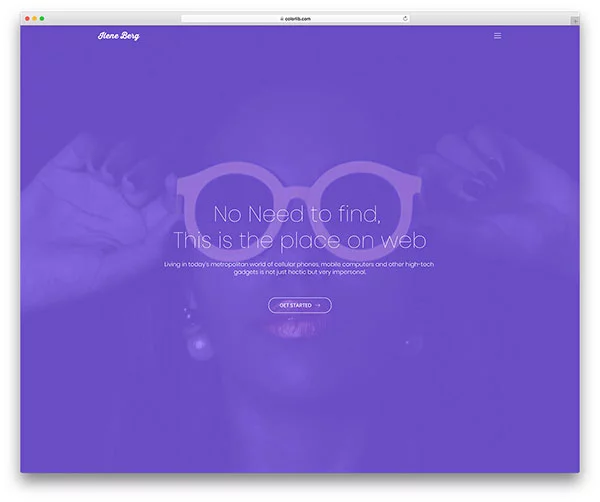 colorlib.com
Ilene Berg
No Need to find,
This is the place on web
Living in today's metropolitan world of cellular phones, mobile computers and other high-tech
gadgets is not just hectic but very impersonal.
GET STARTED